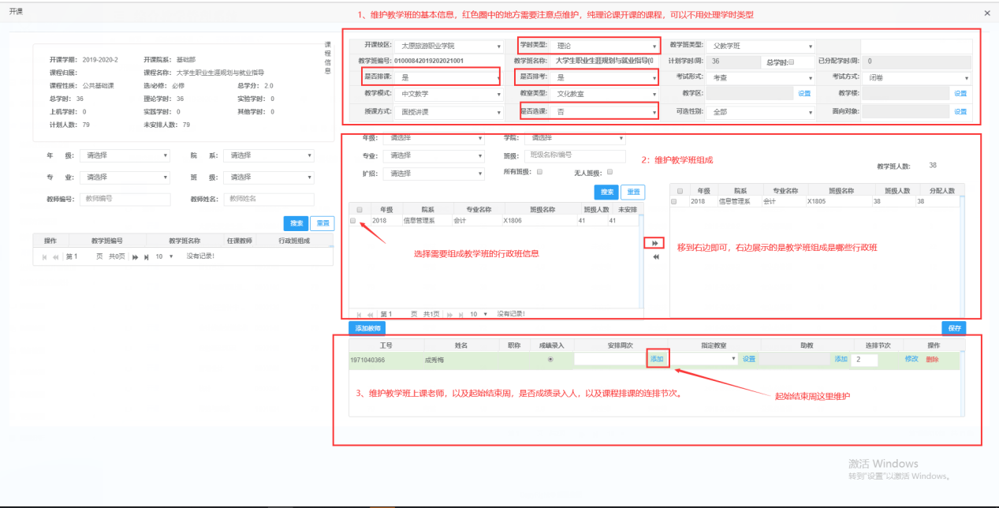 开课
1、维护教学班的基本信息，红色圈中的地方需要注意点维护，纯理论课开课的课程，可以不用处理学时类型
课程信息
开课学期： 2019-2020-2 开课院系： 基础部
课程归属： 课程名称： 大学生职业生涯规划与就业指导
课程性质： 公共基础课 选/必修： 必修 总学分： 2.0
总学时： 36 理论学时： 36 实验学时： 0
上机学时： 0 实践学时： 0 其他学时： 0
计划人数： 79 未安排人数： 79
年 级： 请选择 院 系： 请选择
专 业： 请选择 班 级： 请选择
教师编号： 教师编号 教师姓名： 教师姓名
搜索 重置
操作 教学班编号 教学班名称 任课教师 行政班组成
第 1 页 共0页 10 没有记录！
开课校区： 太原旅游职业学院 学时类型： 理论 教学班类型： 父教学班
教学班编号： 01000842019202021001 教学班名称： 大学生职业生涯规划与就业指导(0 计划学时/周： 36 总学时： 已分配学时/周： 0
是否排课： 是 是否排考： 是 考试形式： 考查 考试方式： 闭卷
教学模式： 中文教学 教室类型： 文化教室 教学区： 设置 教学楼： 设置
授课方式： 面授讲课 是否选课： 否 可选性别： 全部 面向对象： 设置
年级： 请选择 学院： 请选择
专业： 请选择 班级： 班级名称/编号
扩招： 请选择 所有班级： 无人班级：
2：维护教学班组成
教学班人数： 38
搜索 重置
年级 院系 专业名称 班级名称 班级人数 未安排
2018 信息管理系 会计 X1806 41 41
年级 院系 专业名称 班级名称 班级人数 分配人数
2018 信息管理系 会计 X1805 38 38
选择需要组成教学班的行政班信息
移到右边即可，右边展示的是教学班组成是哪些行政班
第 1 页 共1页 10 没有记录！
添加教师 保存
工号 姓名 职称 成绩录入 安排周次 指定教室 助教 连排节次 操作
1971040366 成秀梅 添加 设置 添加 2 修改 删除
3、维护教学班上课老师，以及起始结束周，是否成绩录入人，以及课程排课的连排节次。
起始结束周这里维护
激活 Windows
转到“设置”以激活 Windows。